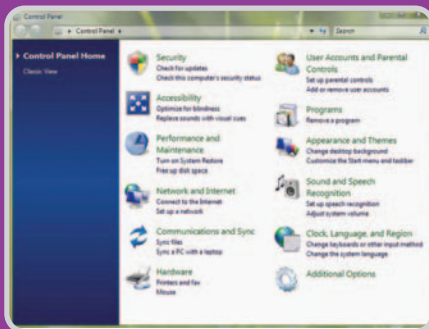 Control Panel
Control Panel
Search
Control Panel Home
Classic View
Security
Check for updates
Check this computer's security status
Accessibility
Optimize for blindness
Replace sounds with visual cues
Performance and
Maintenance
Turn on System Restore
Free up disk space
Network and Internet
Connect to the Internet
Set up a network
Communications and Sync
Sync files
Sync a PC with a laptop
Hardware
Printers and fax
Mouse
User Accounts and Parental
Controls
Set up parental controls
Add or remove user accounts
Programs
Remove a program
Appearance and Themes
Change desktop background
Customize the Start menu and taskbar
Sound and Speech
Recognition
Set up speech recognition
Adjust system volume
Clock, Language, and Region
Change keyboards or other input method
Change the system language
Additional Options